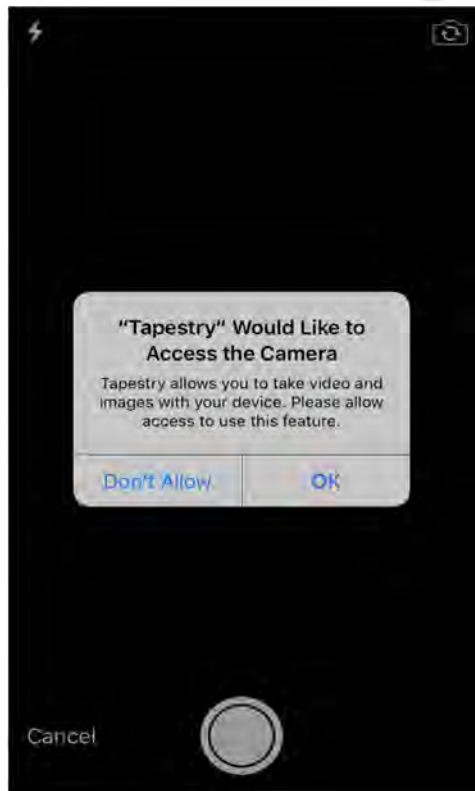 "Tapestry" Would Like to
Access the Camera
Tapestry allows you to take video and
images with your device. Please allow
access to use this feature.
Don't Allow
OK
Cancel